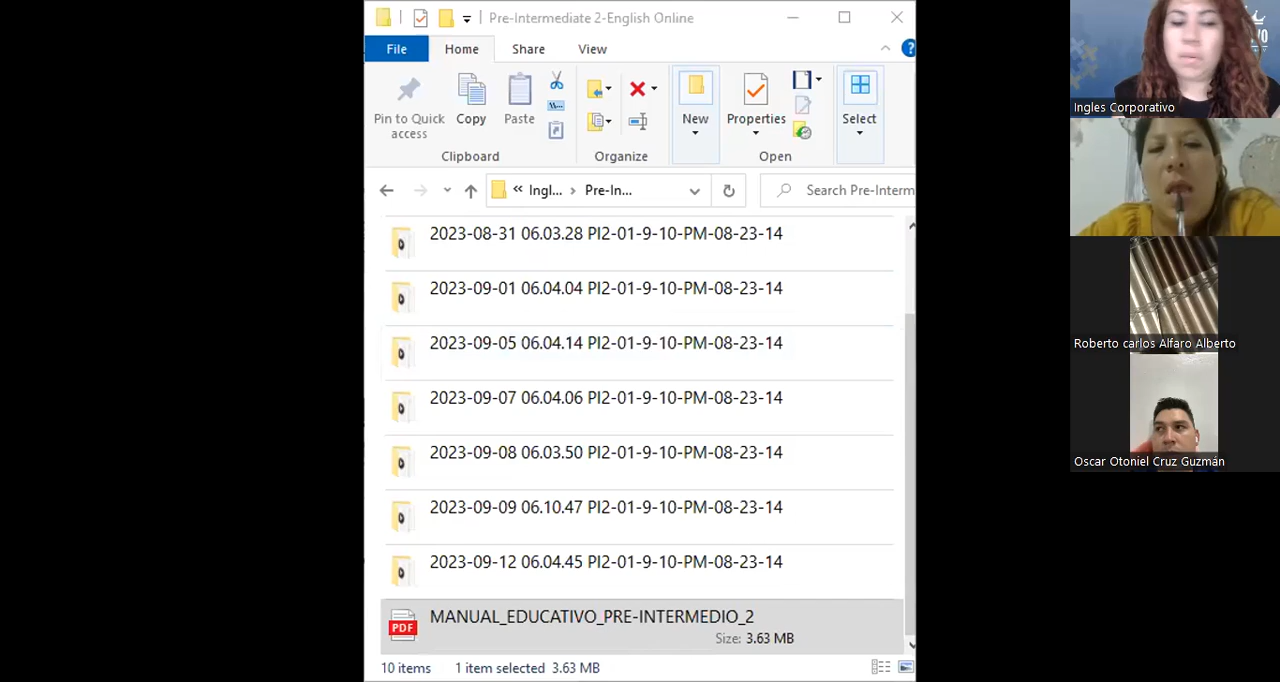 Pre-Intermediate 2-English Online
File Home Share View
Pin to Quick access
Copy
Paste
New
Properties
Select
Clipboard Organize Open
« Ingl... › Pre-In...
Search Pre-Interm
2023-08-31 06.03.28 PI2-01-9-10-PM-08-23-14
2023-09-01 06.04.04 PI2-01-9-10-PM-08-23-14
2023-09-05 06.04.14 PI2-01-9-10-PM-08-23-14
2023-09-07 06.04.06 PI2-01-9-10-PM-08-23-14
2023-09-08 06.03.50 PI2-01-9-10-PM-08-23-14
2023-09-09 06.10.47 PI2-01-9-10-PM-08-23-14
2023-09-12 06.04.45 PI2-01-9-10-PM-08-23-14
PDF
MANUAL_EDUCATIVO_PRE-INTERMEDIO_2
Size: 3.63 MB
10 items 1 item selected 3.63 MB
Ingles Corporativo
Roberto carlos Alfaro Alberto
Oscar Otoniel Cruz Guzmán